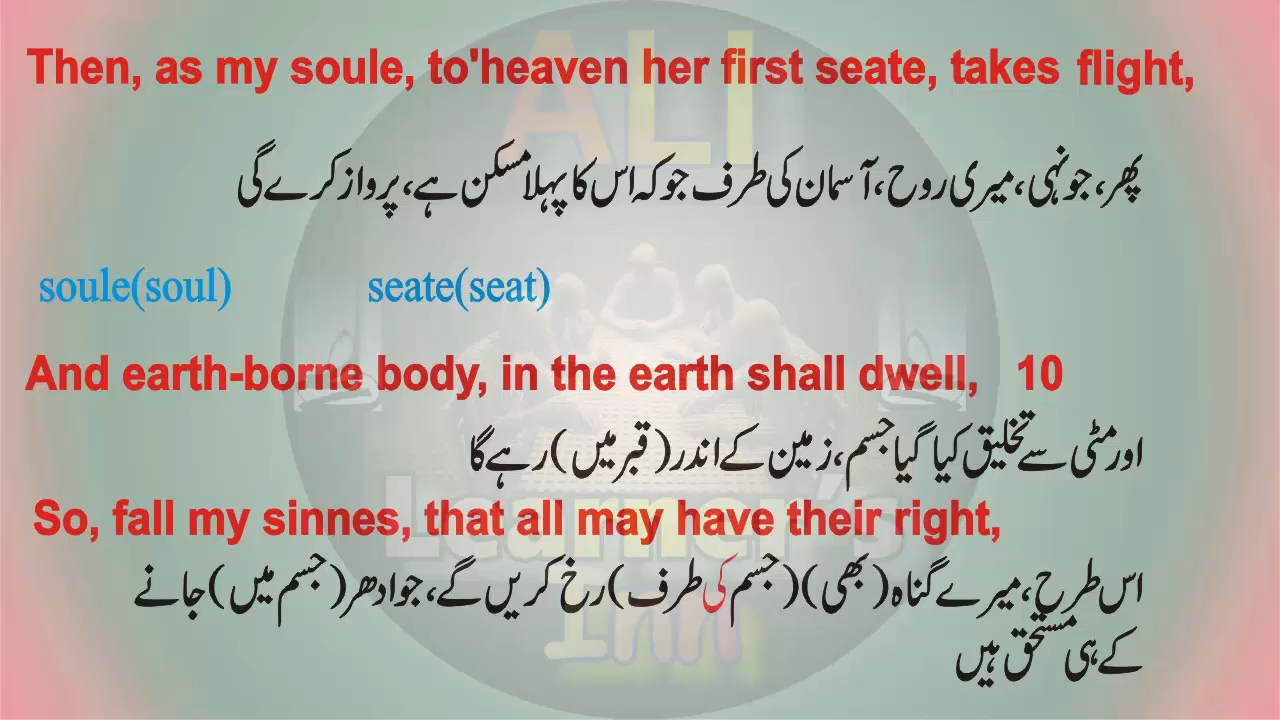 Then, as my soule, to'heaven her first seate, takes flight,
پھر، جونہی، میری روح، آسمان کی طرف جو کہ اس کا پہلا مسکن ہے، پرواز کرے گی
soule(soul) seate(seat)
And earth-borne body, in the earth shall dwell, 10
اور مٹی سے تخلیق کیا گیا جسم، زمین کے اندر (قبر میں) رہے گا
So, fall my sinnes, that all may have their right,
اس طرح، میرے گناہ (بھی) (جسم کی طرف) رخ کریں گے، جو ادھر (جسم میں) جانے
کے ہی مستحق ہیں
ALI
Learner's
Inn